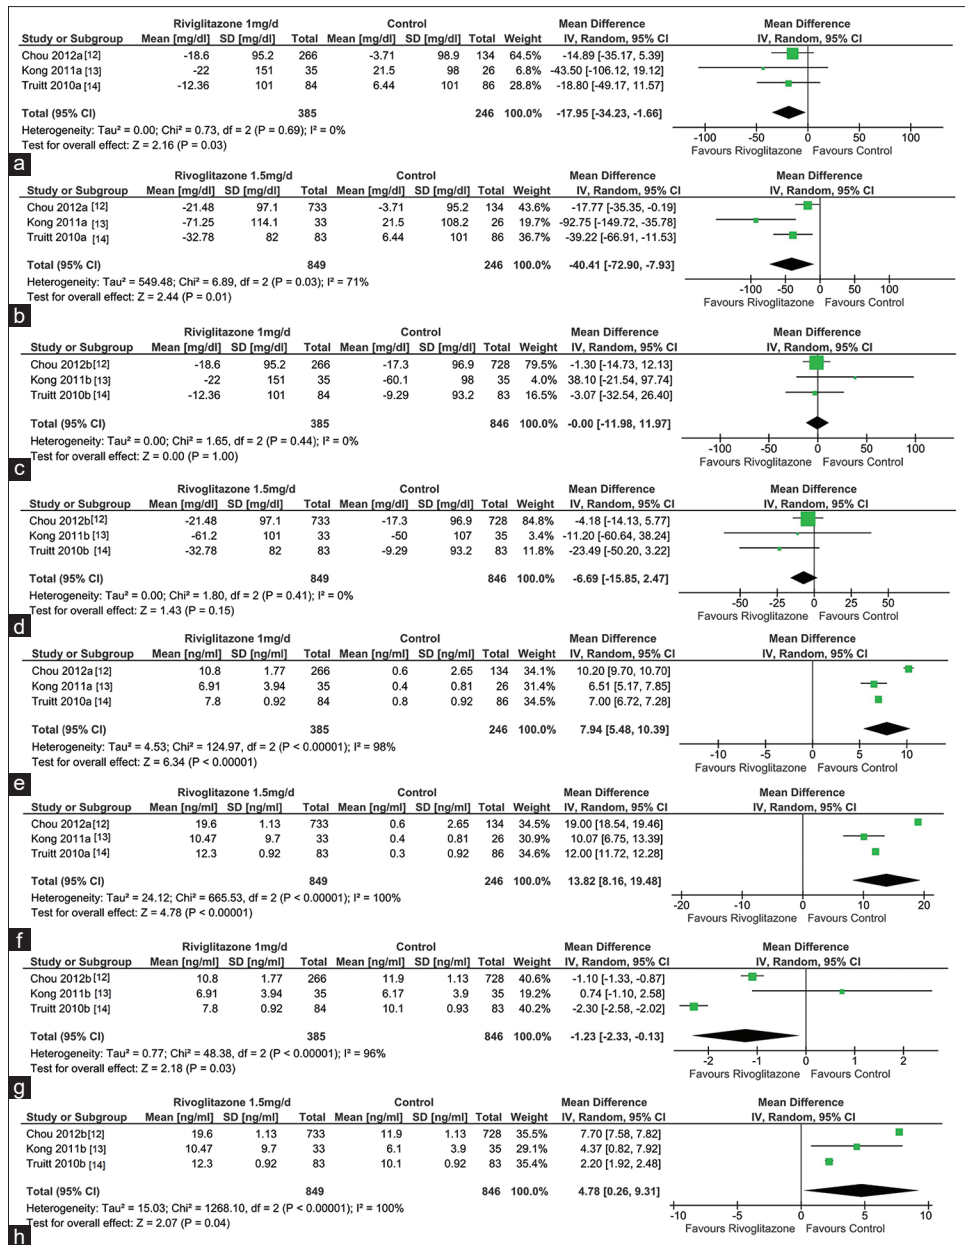 Riviglitazone 1mg/d Control Mean Difference Mean Difference
Study or Subgroup Mean [mg/dl] SD [mg/dl] Total Mean [mg/dl] SD [mg/dl] Total Weight IV, Random, 95% CI IV, Random, 95% CI
Chou 2012a [12] -18.6 95.2 266 -3.71 98.9 134 64.5% -14.89 [-35.17, 5.39]
Kong 2011a [13] -22 151 35 21.5 98 26 6.8% -43.50 [-106.12, 19.12]
Truitt 2010a [14] -12.36 101 84 6.44 101 86 28.8% -18.80 [-49.17, 11.57]
Total (95% CI) 385 246 100.0% -17.95 [-34.23, -1.66]
Heterogeneity: Tau² = 0.00; Chi² = 0.73, df = 2 (P = 0.69); I² = 0%
Test for overall effect: Z = 2.16 (P = 0.03)
-100 -50 0 50 100
Favours Rivoglitazone Favours Control
a
Rivoglitazone 1.5mg/d Control Mean Difference Mean Difference
Study or Subgroup Mean [mg/dl] SD [mg/dl] Total Mean [mg/dl] SD [mg/dl] Total Weight IV, Random, 95% CI IV, Random, 95% CI
Chou 2012a [12] -21.48 97.1 733 -3.71 95.2 134 43.6% -17.77 [-35.35, -0.19]
Kong 2011a [13] -71.25 114.1 33 21.5 108.2 26 19.7% -92.75 [-149.72, -35.78]
Truitt 2010a [14] -32.78 82 83 6.44 101 86 36.7% -39.22 [-66.91, -11.53]
Total (95% CI) 849 246 100.0% -40.41 [-72.90, -7.93]
Heterogeneity: Tau² = 549.48; Chi² = 6.89, df = 2 (P = 0.03); I² = 71%
Test for overall effect: Z = 2.44 (P = 0.01)
-100 -50 0 50 100
Favours Rivoglitazone Favours Control
b
Riviglitazone 1mg/d Control Mean Difference Mean Difference
Study or Subgroup Mean [mg/dl] SD [mg/dl] Total Mean [mg/dl] SD [mg/dl] Total Weight IV, Random, 95% CI IV, Random, 95% CI
Chou 2012b [12] -18.6 95.2 266 -17.3 96.9 728 79.5% -1.30 [-14.73, 12.13]
Kong 2011b [13] -22 151 35 -60.1 98 35 4.0% 38.10 [-21.54, 97.74]
Truitt 2010b [14] -12.36 101 84 -9.29 93.2 83 16.5% -3.07 [-32.54, 26.40]
Total (95% CI) 385 846 100.0% -0.00 [-11.98, 11.97]
Heterogeneity: Tau² = 0.00; Chi² = 1.65, df = 2 (P = 0.44); I² = 0%
Test for overall effect: Z = 0.00 (P = 1.00)
-100 -50 0 50 100
Favours Rivoglitazone Favours Control
c
Rivoglitazone 1.5mg/d Control Mean Difference Mean Difference
Study or Subgroup Mean [mg/dl] SD [mg/dl] Total Mean [mg/dl] SD [mg/dl] Total Weight IV, Random, 95% CI IV, Random, 95% CI
Chou 2012b [12] -21.48 97.1 733 -17.3 96.9 728 84.8% -4.18 [-14.13, 5.77]
Kong 2011b [13] -61.2 101 33 -50 107 35 3.4% -11.20 [-60.64, 38.24]
Truitt 2010b [14] -32.78 82 83 -9.29 93.2 83 11.8% -23.49 [-50.20, 3.22]
Total (95% CI) 849 846 100.0% -6.69 [-15.85, 2.47]
Heterogeneity: Tau² = 0.00; Chi² = 1.80, df = 2 (P = 0.41); I² = 0%
Test for overall effect: Z = 1.43 (P = 0.15)
-50 -25 0 25 50
Favours Rivoglitazone Favours Control
d
Riviglitazone 1mg/d Control Mean Difference Mean Difference
Study or Subgroup Mean [ng/ml] SD [ng/ml] Total Mean [ng/ml] SD [ng/ml] Total Weight IV, Random, 95% CI IV, Random, 95% CI
Chou 2012a [12] 10.8 1.77 266 0.6 2.65 134 34.1% 10.20 [9.70, 10.70]
Kong 2011a [13] 6.91 3.94 35 0.4 0.81 26 31.4% 6.51 [5.17, 7.85]
Truitt 2010a [14] 7.8 0.92 84 0.8 0.92 86 34.5% 7.00 [6.72, 7.28]
Total (95% CI) 385 246 100.0% 7.94 [5.48, 10.39]
Heterogeneity: Tau² = 4.53; Chi² = 124.97, df = 2 (P < 0.00001); I² = 98%
Test for overall effect: Z = 6.34 (P < 0.00001)
-10 -5 0 5 10
Favours Rivoglitazone Favours Control
e
Rivoglitazone 1.5mg/d Control Mean Difference Mean Difference
Study or Subgroup Mean [ng/ml] SD [ng/ml] Total Mean [ng/ml] SD [ng/ml] Total Weight IV, Random, 95% CI IV, Random, 95% CI
Chou 2012a [12] 19.6 1.13 733 0.6 2.65 134 34.5% 19.00 [18.54, 19.46]
Kong 2011a [13] 10.47 9.7 33 0.4 0.81 26 30.9% 10.07 [6.75, 13.39]
Truitt 2010a [14] 12.3 0.92 83 0.3 0.92 86 34.6% 12.00 [11.72, 12.28]
Total (95% CI) 849 246 100.0% 13.82 [8.16, 19.48]
Heterogeneity: Tau² = 24.12; Chi² = 665.53, df = 2 (P < 0.00001); I² = 100%
Test for overall effect: Z = 4.78 (P < 0.00001)
-20 -10 0 10 20
Favours Rivoglitazone Favours Control
f
Riviglitazone 1mg/d Control Mean Difference Mean Difference
Study or Subgroup Mean [ng/ml] SD [ng/ml] Total Mean [ng/ml] SD [ng/ml] Total Weight IV, Random, 95% CI IV, Random, 95% CI
Chou 2012b [12] 10.8 1.77 266 11.9 1.13 728 40.6% -1.10 [-1.33, -0.87]
Kong 2011b [13] 6.91 3.94 35 6.17 3.9 35 19.2% 0.74 [-1.10, 2.58]
Truitt 2010b [14] 7.8 0.92 84 10.1 0.93 83 40.2% -2.30 [-2.58, -2.02]
Total (95% CI) 385 846 100.0% -1.23 [-2.33, -0.13]
Heterogeneity: Tau² = 0.77; Chi² = 48.38, df = 2 (P < 0.00001); I² = 96%
Test for overall effect: Z = 2.18 (P = 0.03)
-2 -1 0 1 2
Favours Rivoglitazone Favours Control
g
Rivoglitazone 1.5mg/d Control Mean Difference Mean Difference
Study or Subgroup Mean [ng/ml] SD [ng/ml] Total Mean [ng/ml] SD [ng/ml] Total Weight IV, Random, 95% CI IV, Random, 95% CI
Chou 2012b [12] 19.6 1.13 733 11.9 1.13 728 35.5% 7.70 [7.58, 7.82]
Kong 2011b [13] 10.47 9.7 33 6.1 3.9 35 29.1% 4.37 [0.82, 7.92]
Truitt 2010b [14] 12.3 0.92 83 10.1 0.92 83 35.4% 2.20 [1.92, 2.48]
Total (95% CI) 849 846 100.0% 4.78 [0.26, 9.31]
Heterogeneity: Tau² = 15.03; Chi² = 1268.10, df = 2 (P < 0.00001); I² = 100%
Test for overall effect: Z = 2.07 (P = 0.04)
-10 -5 0 5 10
Favours Rivoglitazone Favours Control
h